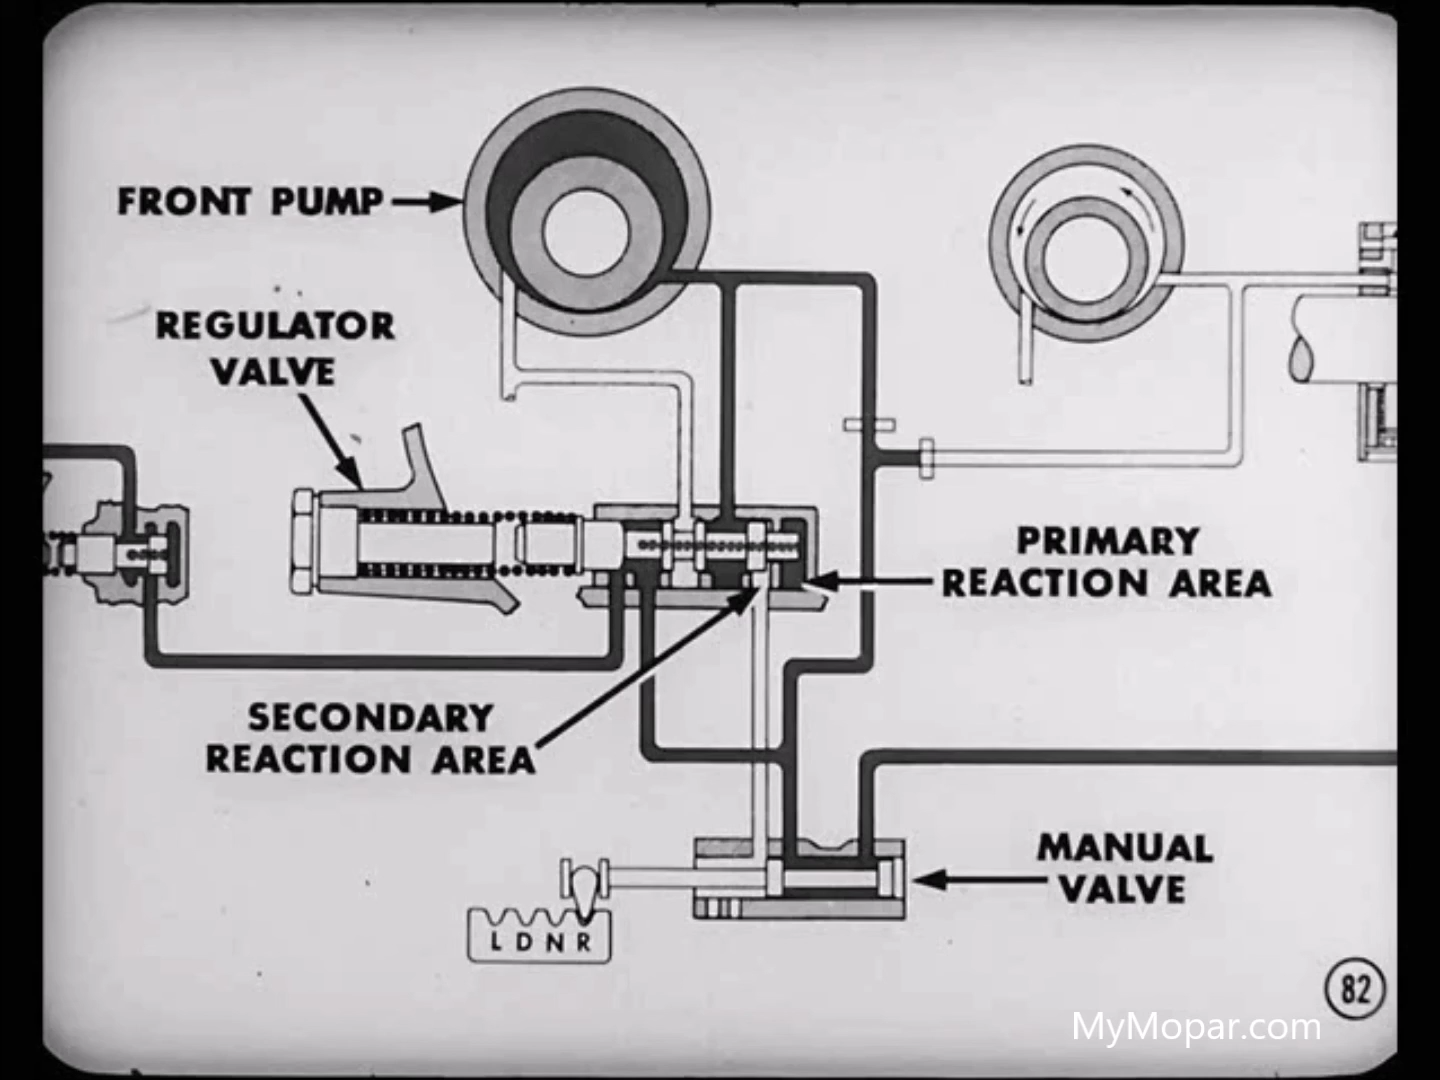 FRONT PUMP
REGULATOR
VALVE
PRIMARY
REACTION AREA
SECONDARY
REACTION AREA
MANUAL
VALVE
L D N R
82
MyMopar.com